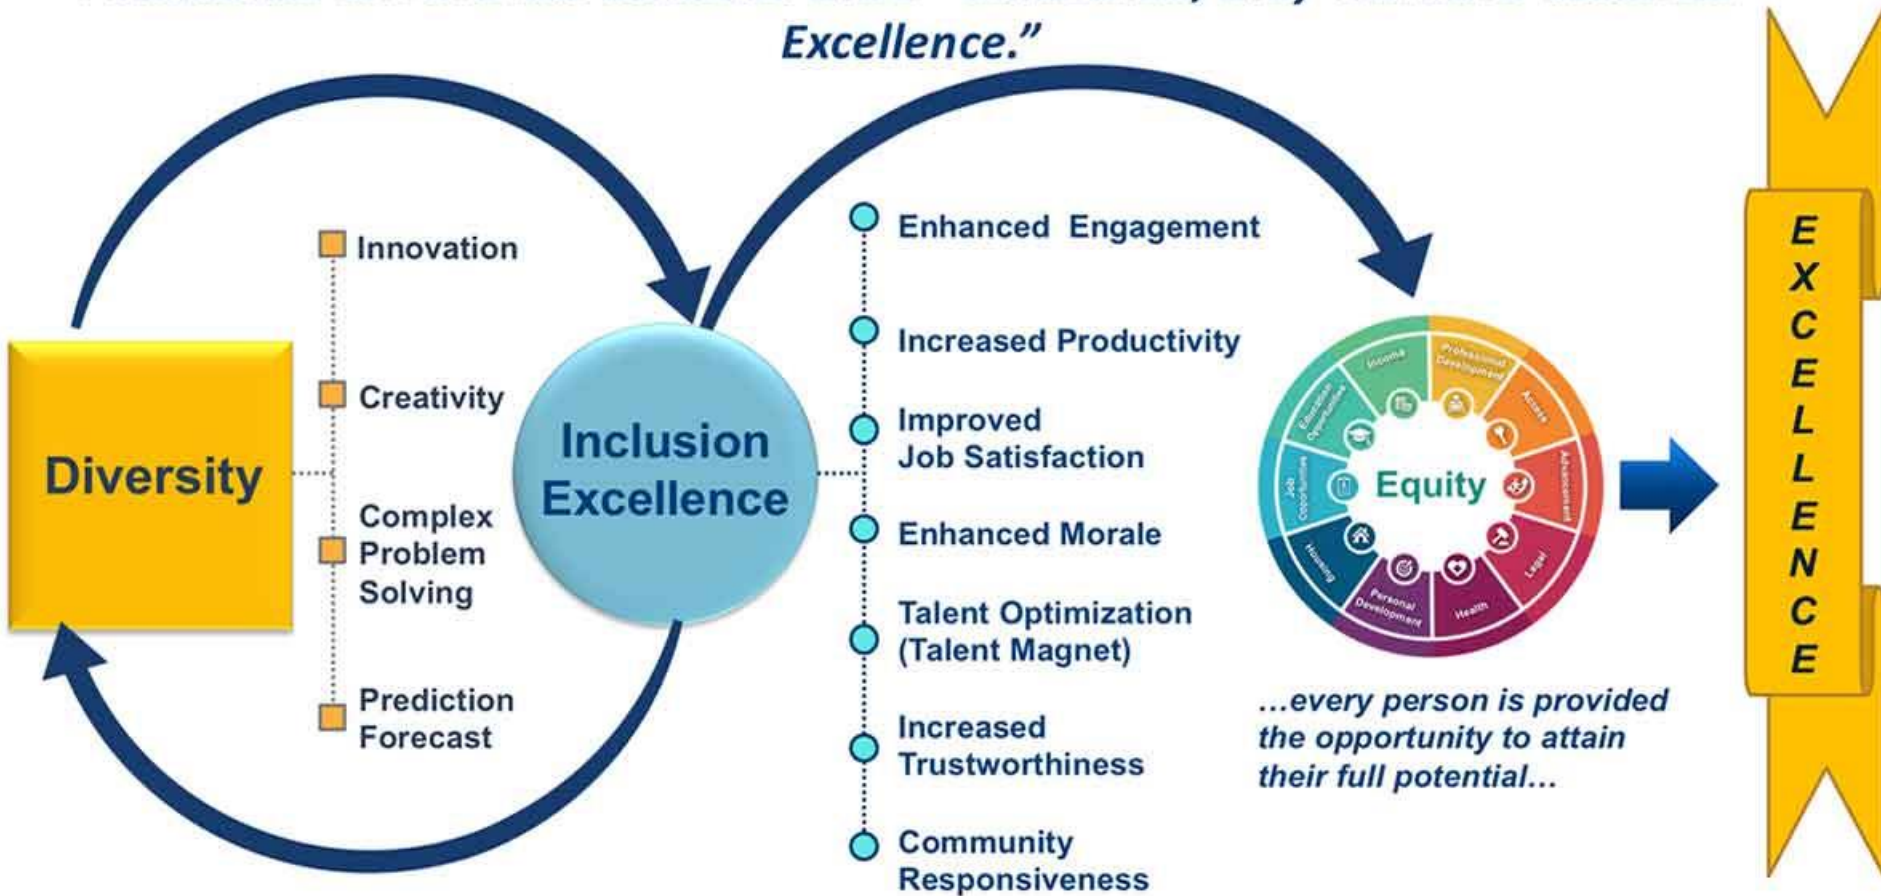 Excellence.”
Diversity
Innovation
Creativity
Complex
Problem
Solving
Prediction
Forecast
Inclusion
Excellence
Enhanced Engagement
Increased Productivity
Improved
Job Satisfaction
Enhanced Morale
Talent Optimization
(Talent Magnet)
Increased
Trustworthiness
Community
Responsiveness
Equity
Income
Professional
Development
Access
Advancement
Legal
Health
Personal
Development
Housing
Job
Opportunities
Education
Opportunities
...every person is provided
the opportunity to attain
their full potential...
EXCELLENCE